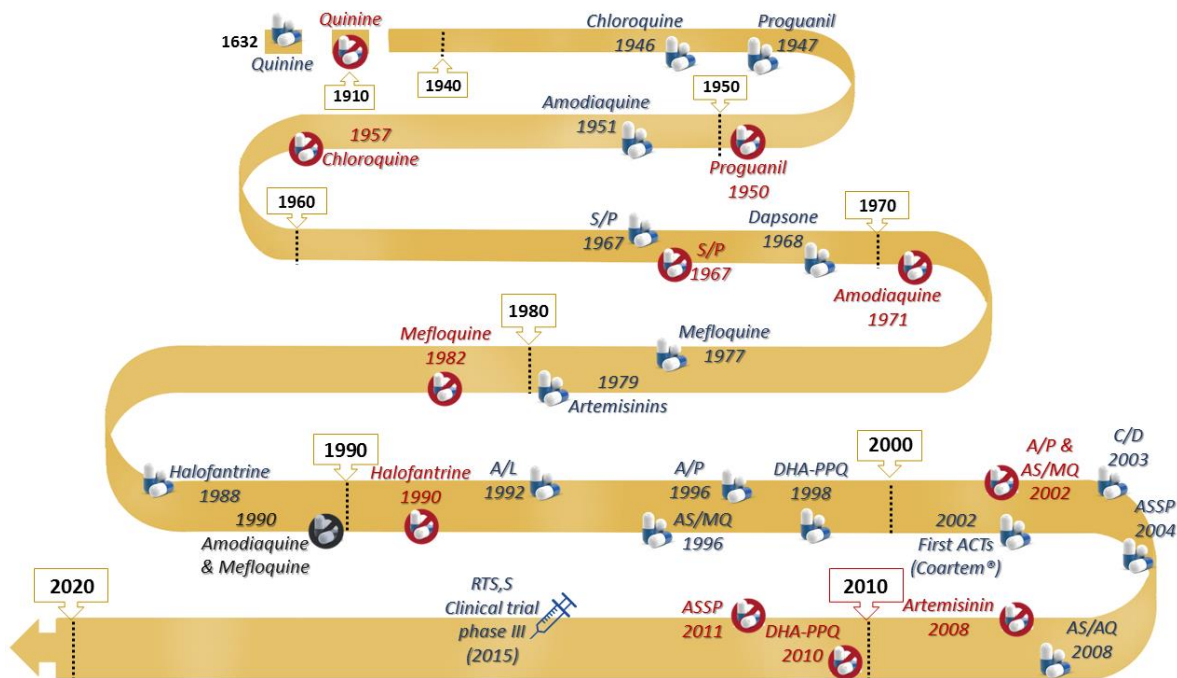 1632
Quinine
Quinine
1910
1940
Chloroquine
1946
Proguanil
1947
1950
Proguanil
1950
Amodiaquine
1951
1957
Chloroquine
1960
S/P
1967
S/P
1967
Dapsone
1968
1970
Amodiaquine
1971
Mefloquine
1977
1979
Artemisinins
1980
Mefloquine
1982
Halofantrine
1988
1990
Amodiaquine
& Mefloquine
1990
Halofantrine
1990
A/L
1992
A/P
1996
AS/MQ
1996
DHA-PPQ
1998
2000
A/P &
AS/MQ
2002
2002
First ACTs
(Coartem®)
C/D
2003
ASSP
2004
AS/AQ
2008
Artemisinin
2008
2010
DHA-PPQ
2010
ASSP
2011
RTS,S
Clinical trial
phase III
(2015)
2020